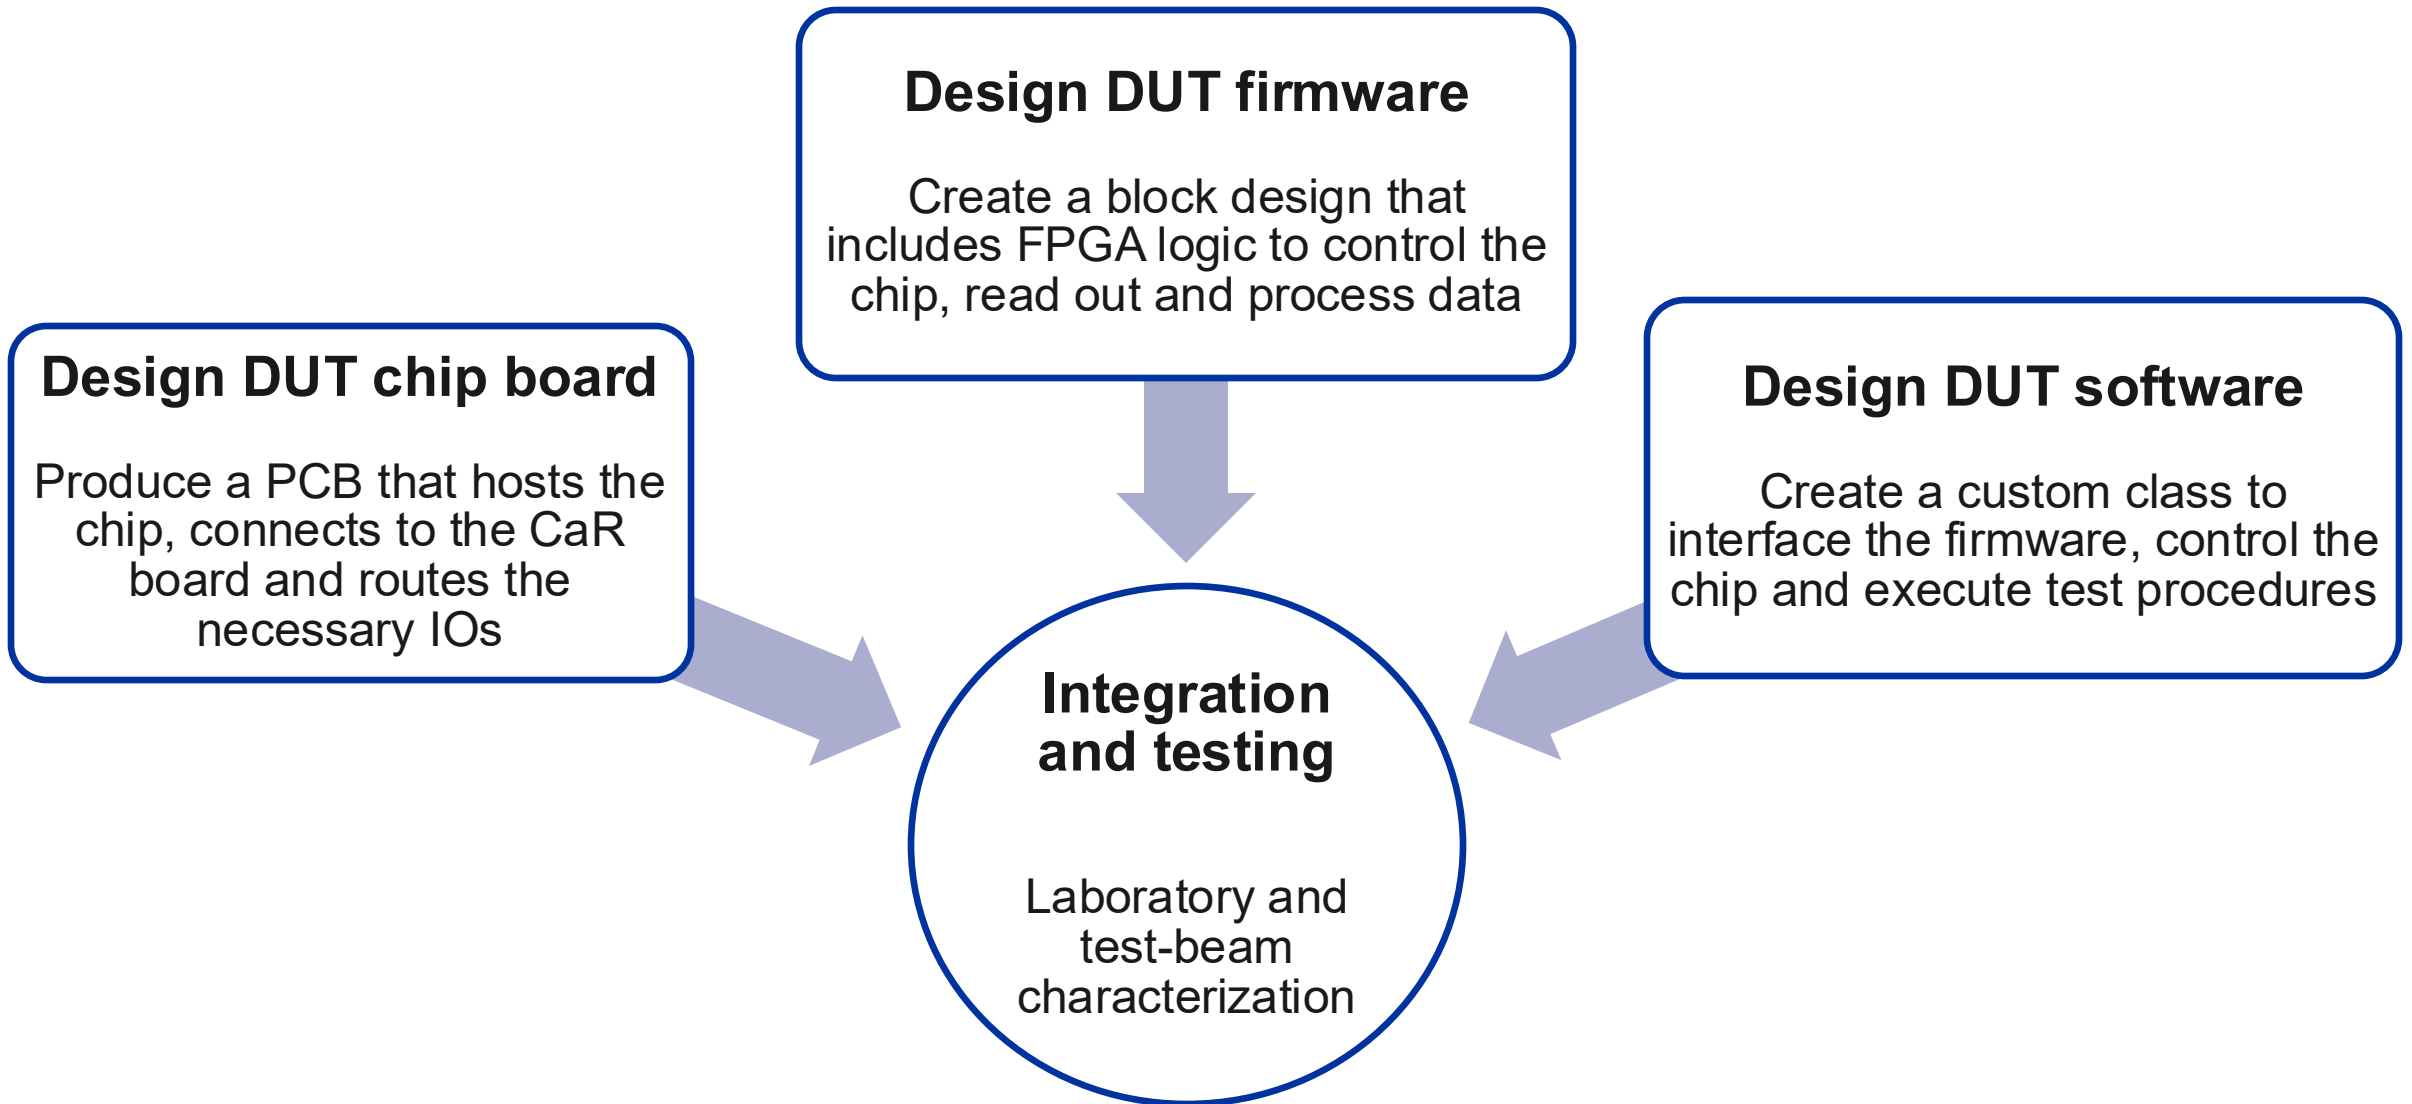 Design DUT firmware
Create a block design that
includes FPGA logic to control the
chip, read out and process data
Design DUT chip board
Produce a PCB that hosts the
chip, connects to the CaR
board and routes the
necessary IOs
Design DUT software
Create a custom class to
interface the firmware, control the
chip and execute test procedures
Integration
and testing
Laboratory and
test-beam
characterization